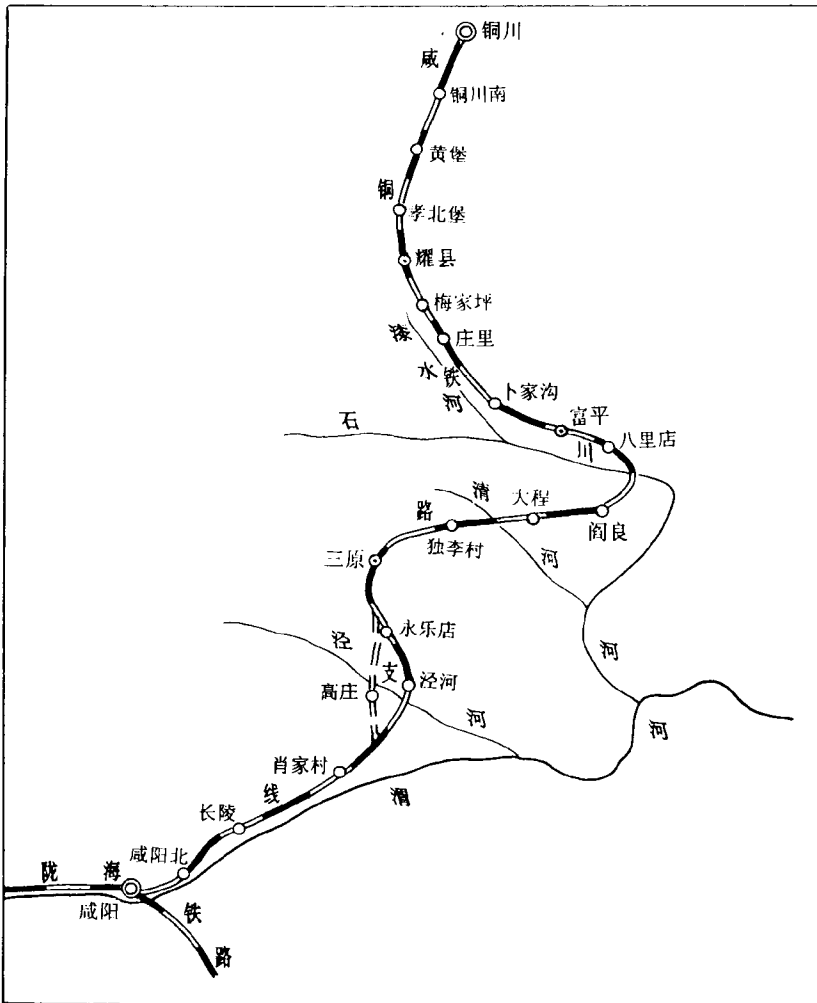 铜川
咸
铜川南
黄堡
铜
孝北堡
耀县
梅家坪
漆
庄里
水
铁
河
卜家沟
石
富平
川
八里店
路
清
大程
独李村
阎良
三原
河
永乐店
泾
支
泾河
高庄
河
河
河
肖家村
线
渭
长陵
咸阳北
陇
海
咸阳
铁
路